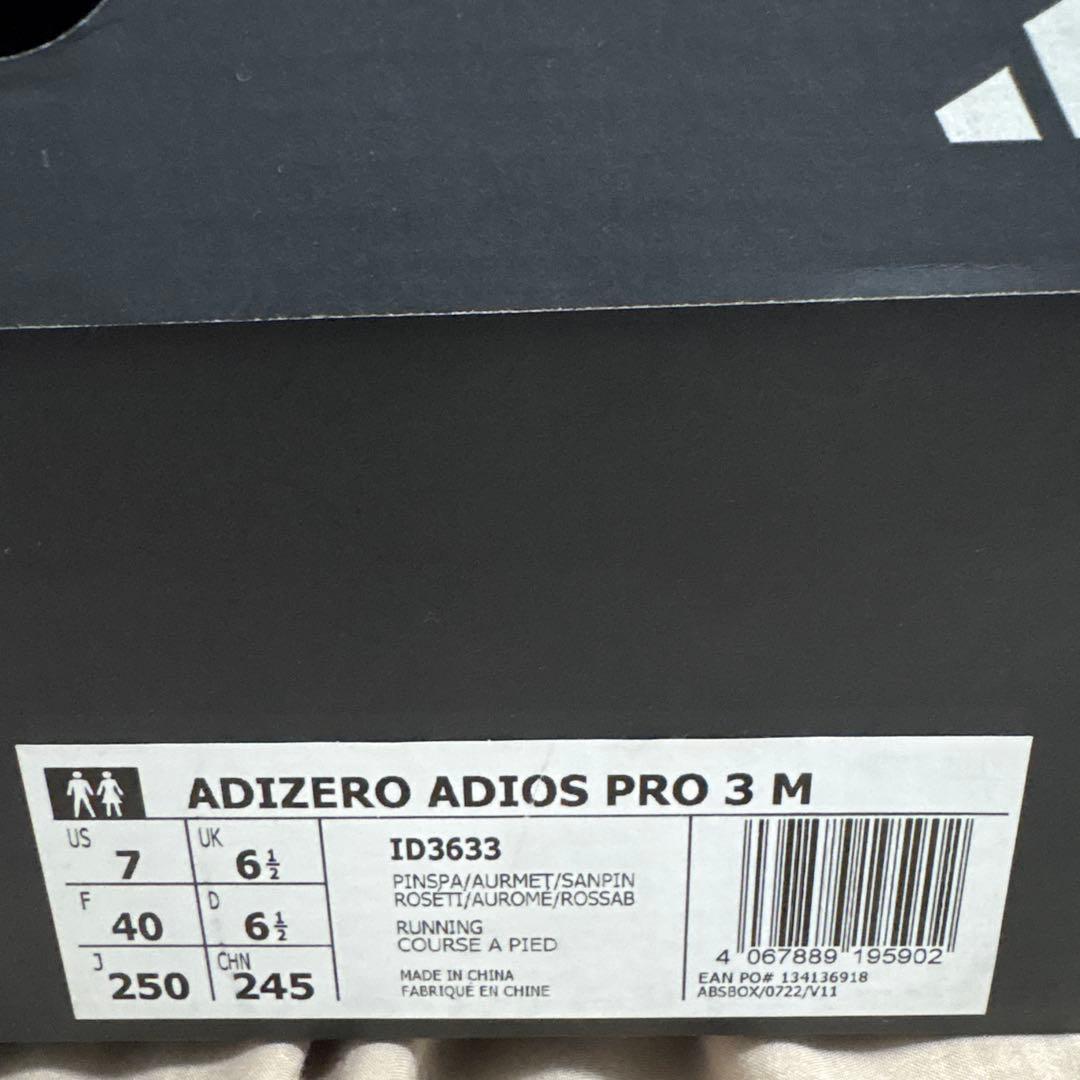 ADIZERO ADIOS PRO 3 M
US 7 UK 6½
F 40 D 6½
J 250 CHN 245
ID3633
PINSPA/AURMET/SANPIN
ROSETI/AUROME/ROSSAB
RUNNING
COURSE A PIED
MADE IN CHINA
FABRIQUÉ EN CHINE
4 067889 195902
EAN PO# 134136918
ABSBOX/0722/V11